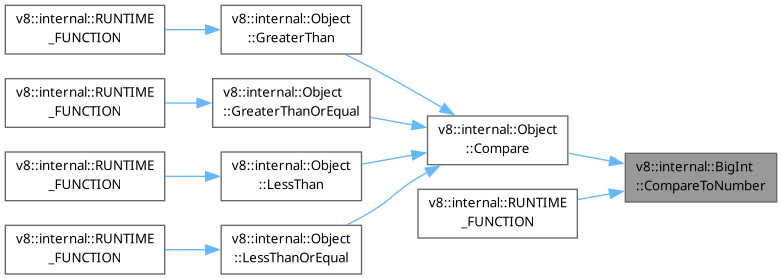 v8::internal::RUNTIME
_FUNCTION
v8::internal::Object
::GreaterThan
v8::internal::RUNTIME
_FUNCTION
v8::internal::Object
::GreaterThanOrEqual
v8::internal::Object
::Compare
v8::internal::RUNTIME
_FUNCTION
v8::internal::Object
::LessThan
v8::internal::BigInt
::CompareToNumber
v8::internal::RUNTIME
_FUNCTION
v8::internal::RUNTIME
_FUNCTION
v8::internal::Object
::LessThanOrEqual